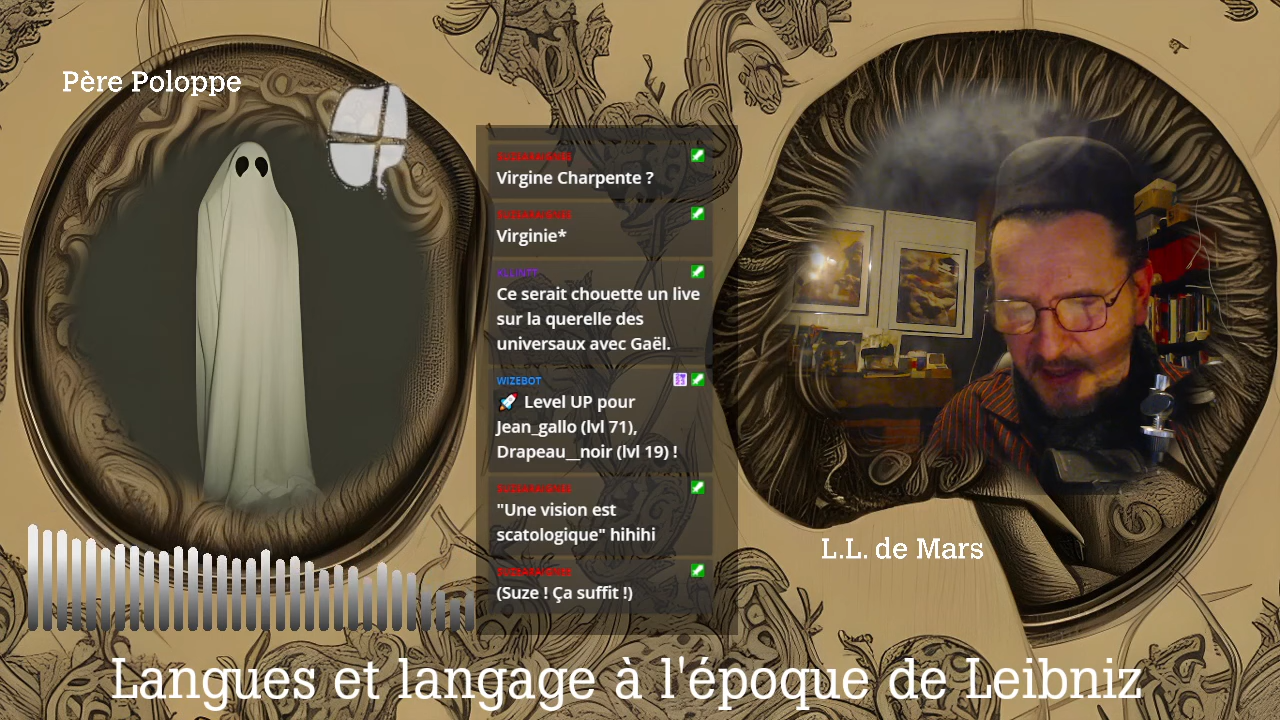 Père Poloppe
Virgine Charpente ?
Virginie*
Ce serait chouette un live
sur la querelle des
universaux avec Gaël.
WIZEBOT
🚀 Level UP pour
Jean_gallo (lvl 71),
Drapeau__noir (lvl 19) !
"Une vision est
scatologique" hihihi
(Suze ! Ça suffit !)
L.L. de Mars
Langues et langage à l'époque de Leibniz